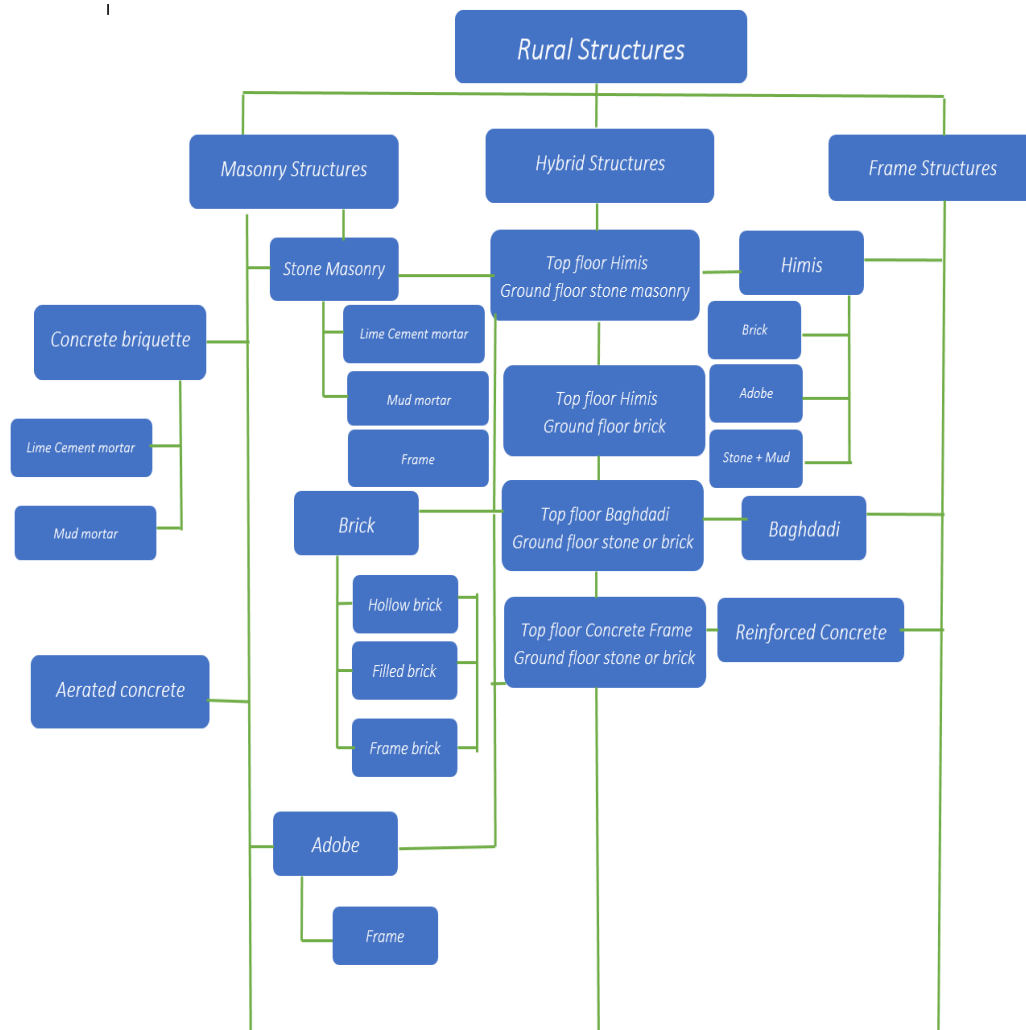 Rural Structures
Masonry Structures
Hybrid Structures
Frame Structures
Stone Masonry
Top floor Himis
Ground floor stone masonry
Himis
Concrete briquette
Lime Cement mortar
Brick
Mud mortar
Top floor Himis
Ground floor brick
Adobe
Lime Cement mortar
Frame
Stone + Mud
Mud mortar
Brick
Top floor Baghdadi
Ground floor stone or brick
Baghdadi
Hollow brick
Top floor Concrete Frame
Ground floor stone or brick
Reinforced Concrete
Aerated concrete
Filled brick
Frame brick
Adobe
Frame